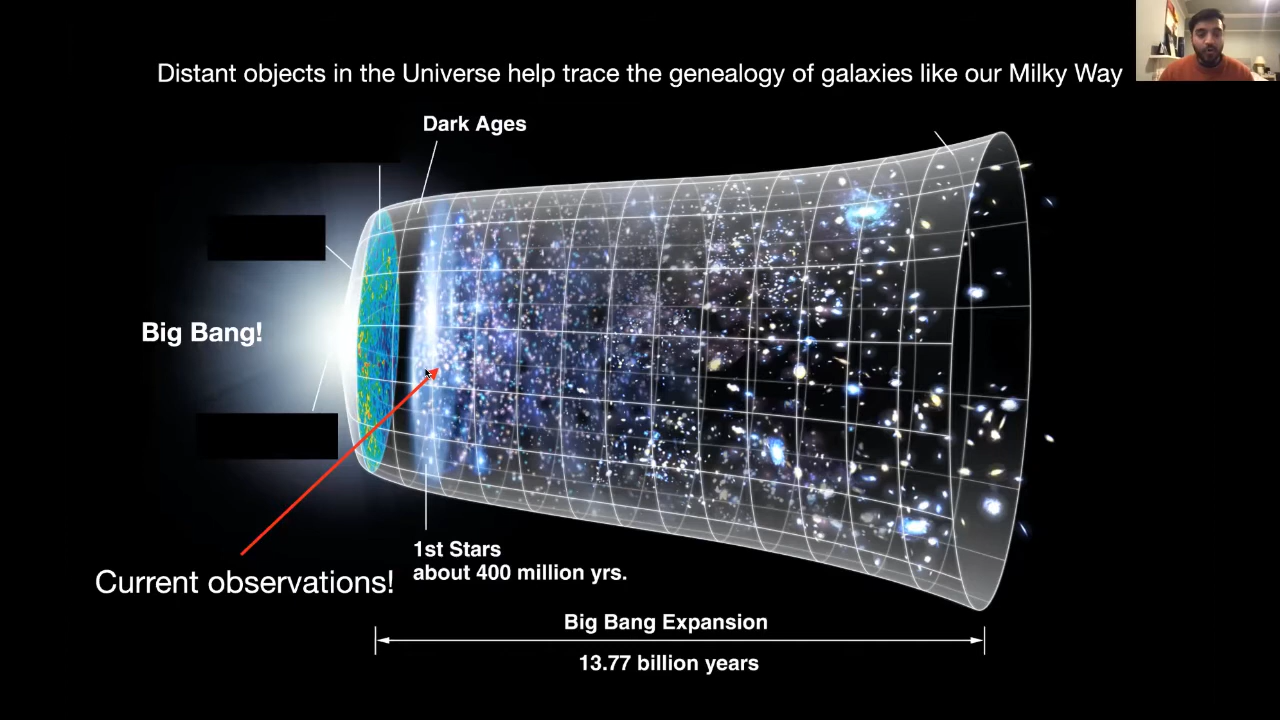 Distant objects in the Universe help trace the genealogy of galaxies like our Milky Way
Dark Ages
Big Bang!
1st Stars
about 400 million yrs.
Current observations!
Big Bang Expansion
13.77 billion years